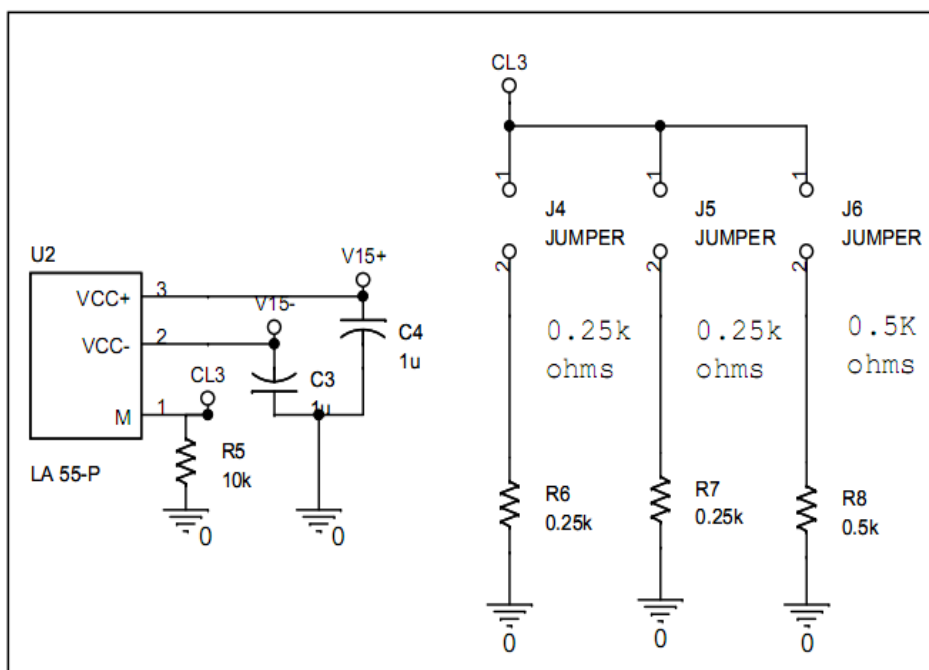 U2
VCC+
3
V15+
VCC-
2
V15-
C4
1u
C3
1u
M
1
CL3
R5
10k
LA 55-P
0
0
CL3
1
2
J4
JUMPER
0.25k
ohms
R6
0.25k
0
1
2
J5
JUMPER
0.25k
ohms
R7
0.25k
0
1
2
J6
JUMPER
0.5K
ohms
R8
0.5k
0